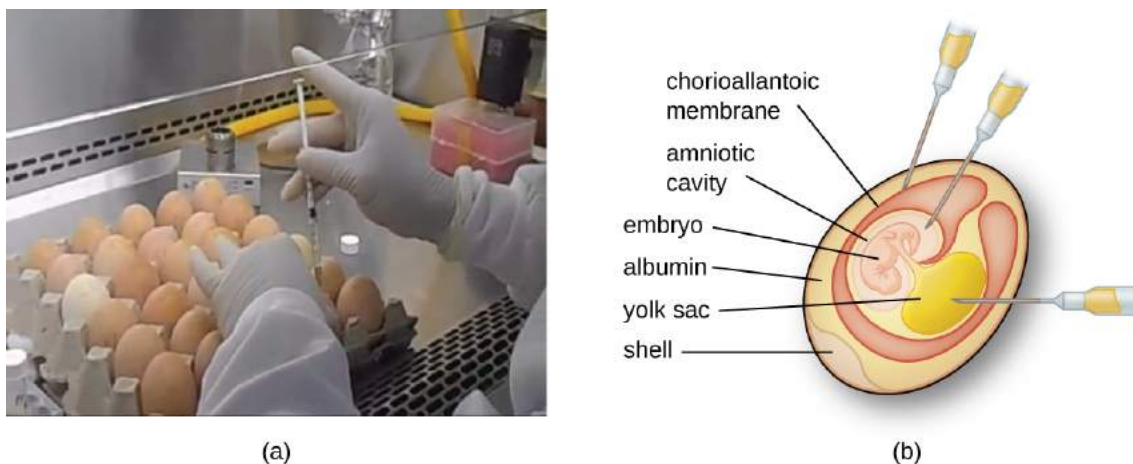 chorioallantoic
membrane
amniotic
cavity
embryo
albumin
yolk sac
shell
(a)
(b)